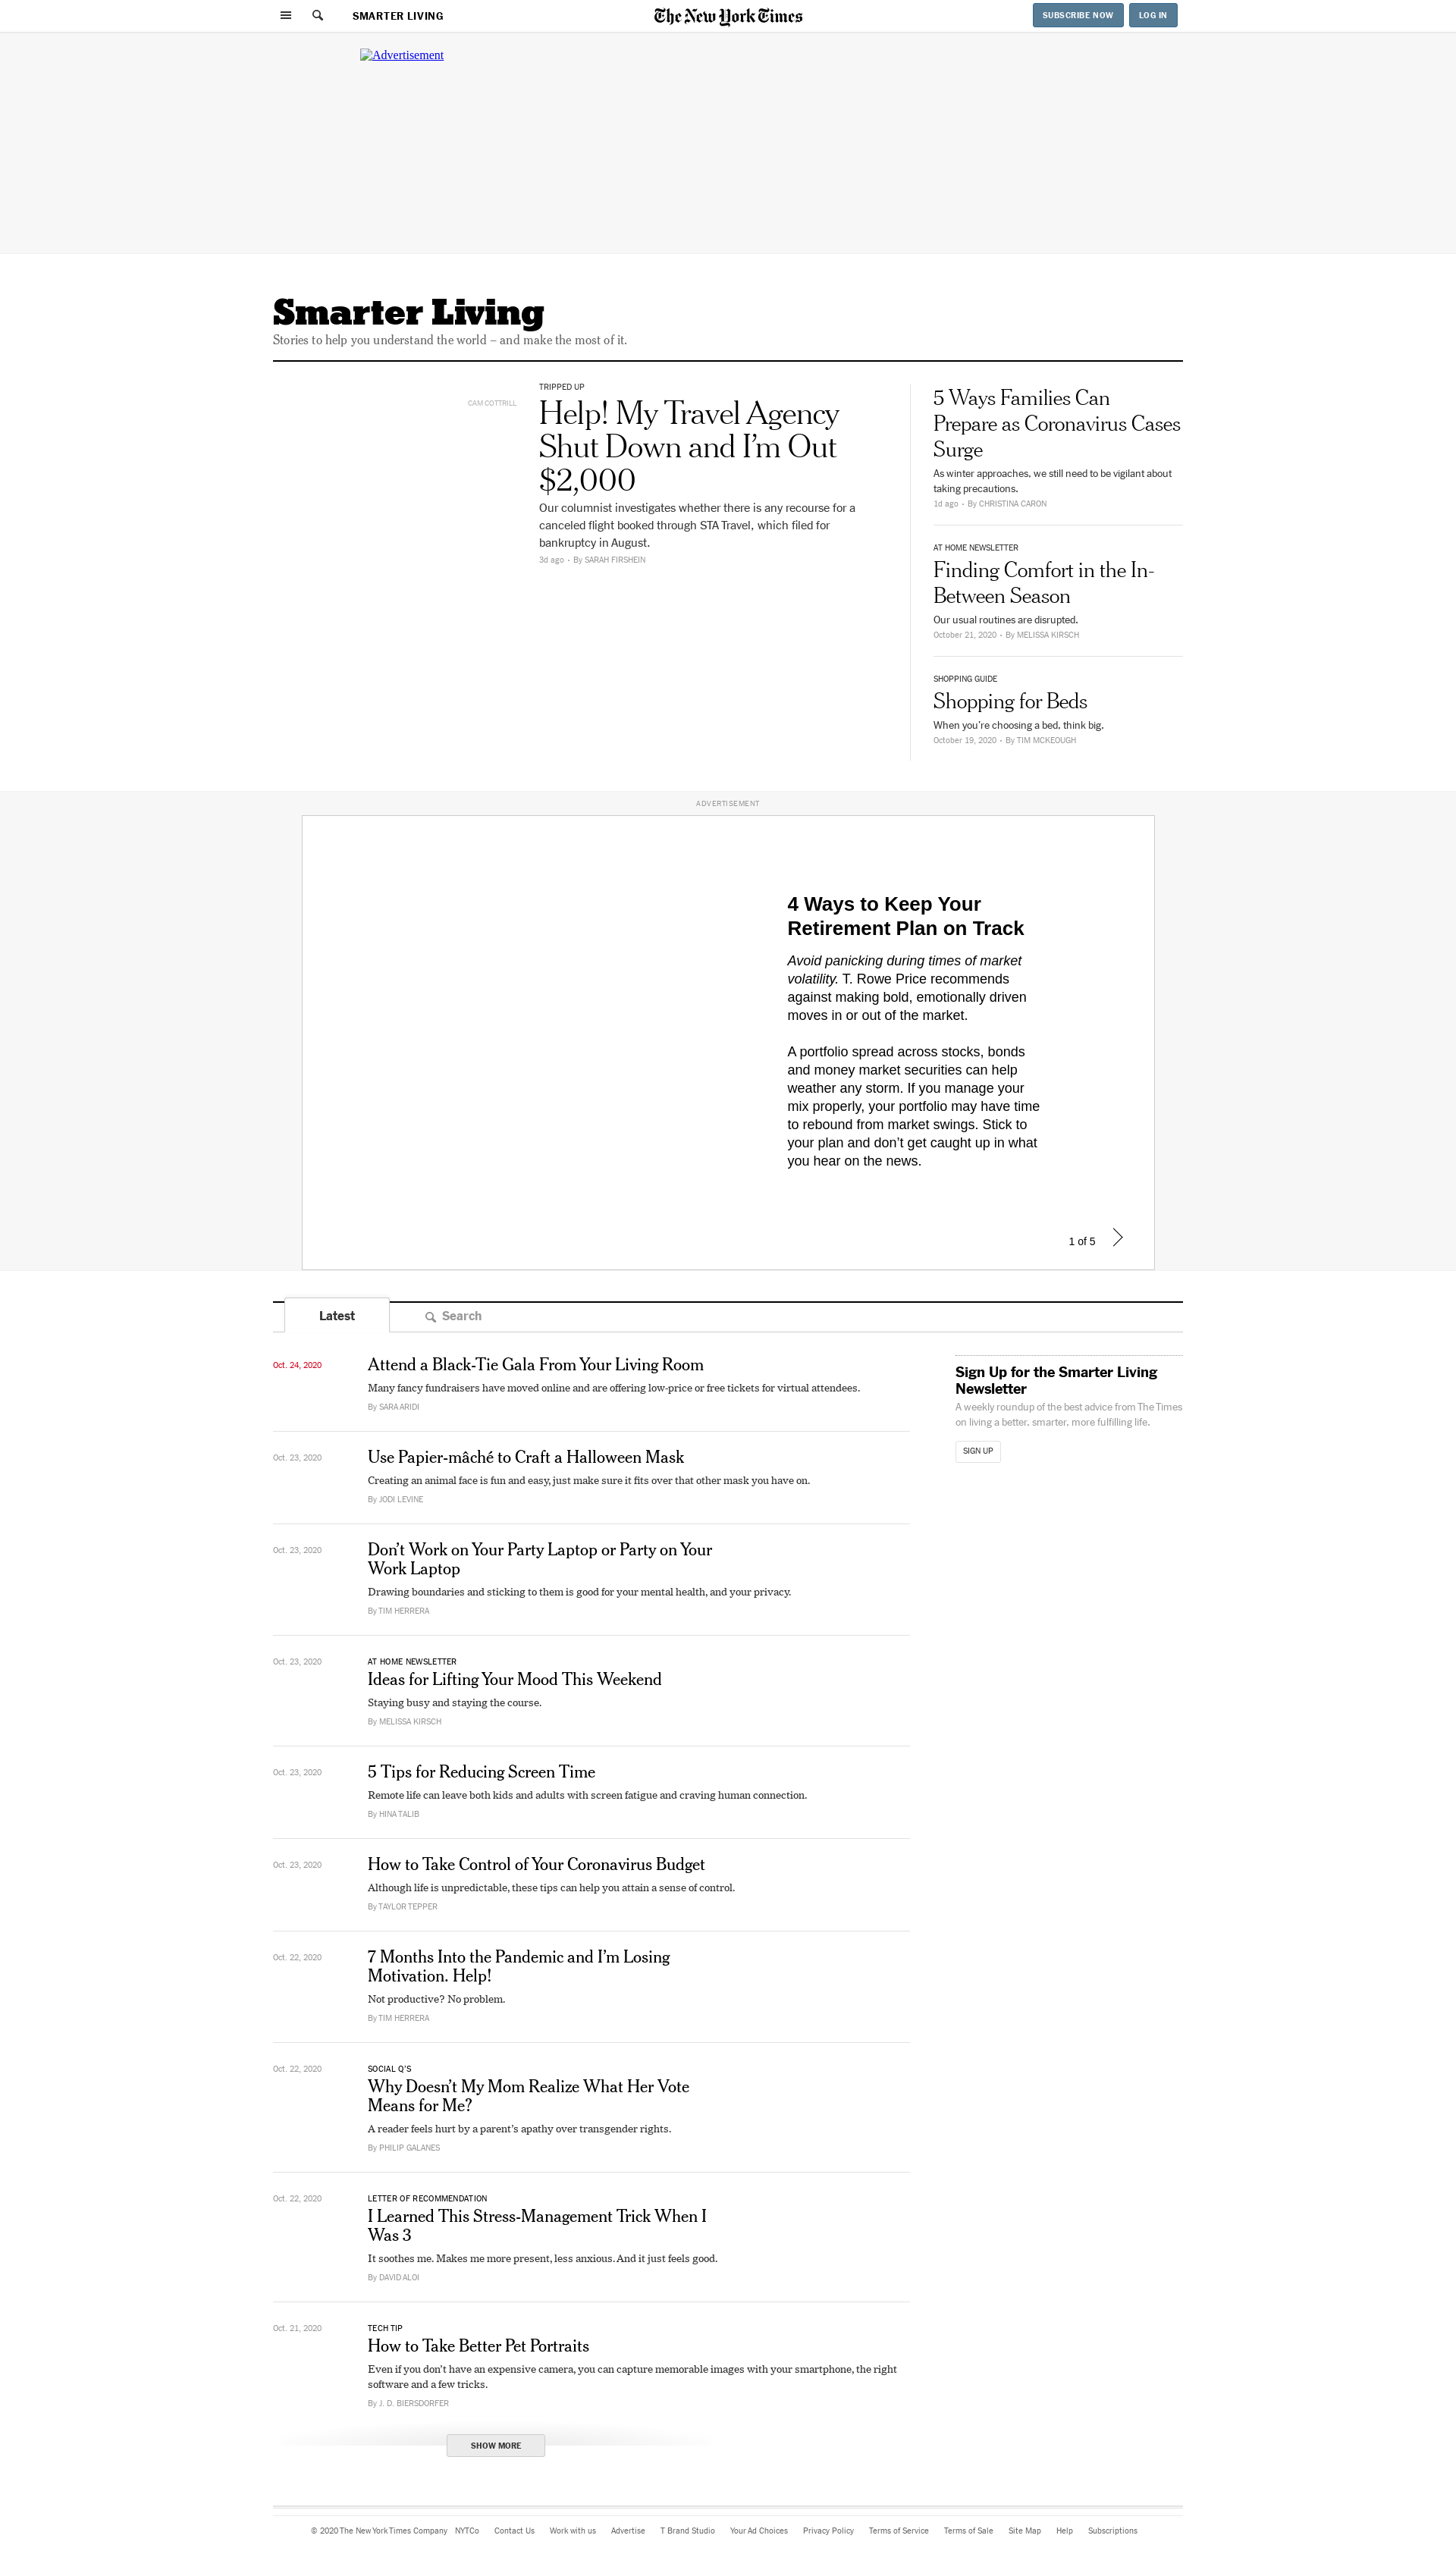 SMARTER LIVING
The New York Times
SUBSCRIBE NOW
LOG IN
Advertisement
Smarter Living
Stories to help you understand the world – and make the most of it.
CAM COTTRILL
TRIPPED UP
Help! My Travel Agency
Shut Down and I’m Out
$2,000
Our columnist investigates whether there is any recourse for a
canceled flight booked through STA Travel, which filed for
bankruptcy in August.
3d ago • By SARAH FIRSHEIN
5 Ways Families Can
Prepare as Coronavirus Cases
Surge
As winter approaches, we still need to be vigilant about
taking precautions.
1d ago • By CHRISTINA CARON
AT HOME NEWSLETTER
Finding Comfort in the In-
Between Season
Our usual routines are disrupted.
October 21, 2020 • By MELISSA KIRSCH
SHOPPING GUIDE
Shopping for Beds
When you’re choosing a bed, think big.
October 19, 2020 • By TIM MCKEOUGH
ADVERTISEMENT
4 Ways to Keep Your
Retirement Plan on Track
Avoid panicking during times of market
volatility. T. Rowe Price recommends
against making bold, emotionally driven
moves in or out of the market.
A portfolio spread across stocks, bonds
and money market securities can help
weather any storm. If you manage your
mix properly, your portfolio may have time
to rebound from market swings. Stick to
your plan and don’t get caught up in what
you hear on the news.
1 of 5
Latest
Search
Oct. 24, 2020
Attend a Black-Tie Gala From Your Living Room
Many fancy fundraisers have moved online and are offering low-price or free tickets for virtual attendees.
By SARA ARIDI
Oct. 23, 2020
Use Papier-mâché to Craft a Halloween Mask
Creating an animal face is fun and easy, just make sure it fits over that other mask you have on.
By JODI LEVINE
Oct. 23, 2020
Don’t Work on Your Party Laptop or Party on Your
Work Laptop
Drawing boundaries and sticking to them is good for your mental health, and your privacy.
By TIM HERRERA
Oct. 23, 2020
AT HOME NEWSLETTER
Ideas for Lifting Your Mood This Weekend
Staying busy and staying the course.
By MELISSA KIRSCH
Oct. 23, 2020
5 Tips for Reducing Screen Time
Remote life can leave both kids and adults with screen fatigue and craving human connection.
By HINA TALIB
Oct. 23, 2020
How to Take Control of Your Coronavirus Budget
Although life is unpredictable, these tips can help you attain a sense of control.
By TAYLOR TEPPER
Oct. 22, 2020
7 Months Into the Pandemic and I’m Losing
Motivation. Help!
Not productive? No problem.
By TIM HERRERA
Oct. 22, 2020
SOCIAL Q’S
Why Doesn’t My Mom Realize What Her Vote
Means for Me?
A reader feels hurt by a parent’s apathy over transgender rights.
By PHILIP GALANES
Oct. 22, 2020
LETTER OF RECOMMENDATION
I Learned This Stress-Management Trick When I
Was 3
It soothes me. Makes me more present, less anxious. And it just feels good.
By DAVID ALOI
Oct. 21, 2020
TECH TIP
How to Take Better Pet Portraits
Even if you don’t have an expensive camera, you can capture memorable images with your smartphone, the right
software and a few tricks.
By J. D. BIERSDORFER
SHOW MORE
Sign Up for the Smarter Living
Newsletter
A weekly roundup of the best advice from The Times
on living a better, smarter, more fulfilling life.
SIGN UP
© 2020 The New York Times Company NYTCo Contact Us Work with us Advertise T Brand Studio Your Ad Choices Privacy Policy Terms of Service Terms of Sale Site Map Help Subscriptions